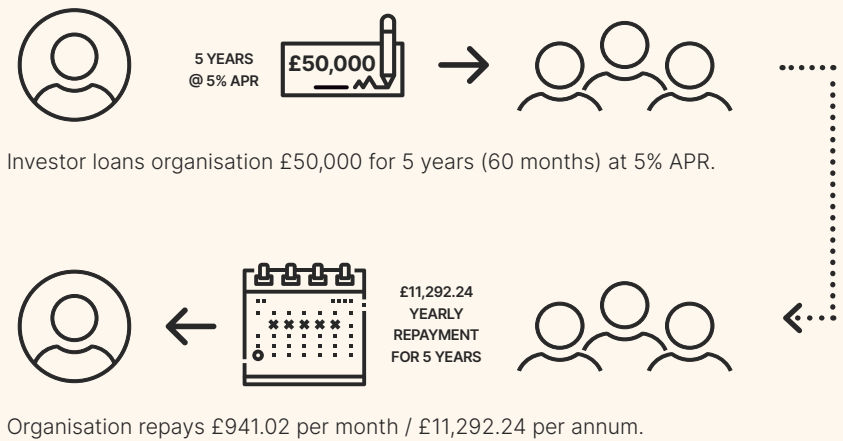 5 YEARS
@ 5% APR
£50,000
Investor loans organisation £50,000 for 5 years (60 months) at 5% APR.
£11,292.24
YEARLY
REPAYMENT
FOR 5 YEARS
Organisation repays £941.02 per month / £11,292.24 per annum.